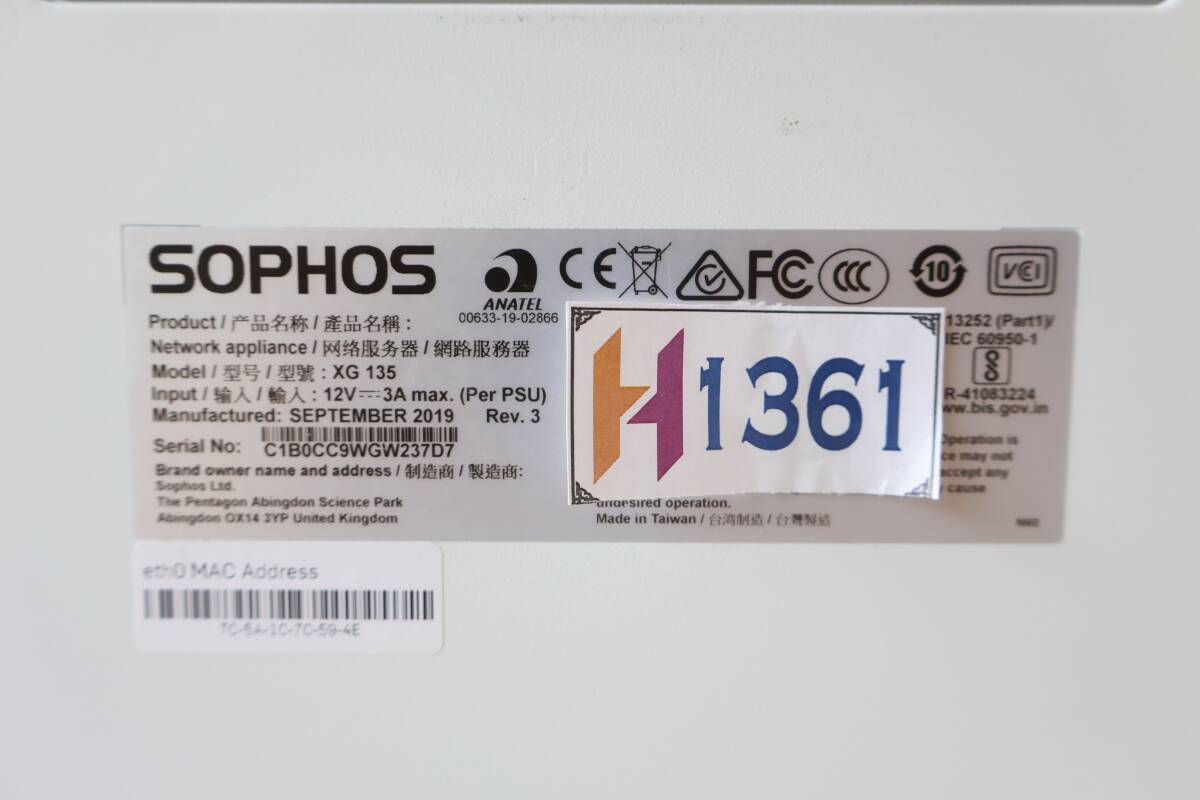 SOPHOS
ANATEL
00633-19-02866
CE
FC
CCC
10
VCCI
Product / 产品名称 / 產品名稱 :
Network appliance / 网络服务器 / 網路服務器
Model / 型号 / 型號 : XG 135
Input / 输入 / 輸入 : 12V⎓3A max. (Per PSU)
Manufactured: SEPTEMBER 2019 Rev. 3
Serial No: C1B0CC9WGW237D7
Brand owner name and address / 制造商 / 製造商:
Sophos Ltd.
The Pentagon Abingdon Science Park
Abingdon OX14 3YP United Kingdom
H1361
13252 (Part1)/
IEC 60950-1
R-41083224
www.bis.gov.in
Operation is
ce may not
accept any
cause
undesired operation.
Made in Taiwan / 台湾制造 / 台灣製造
eth0 MAC Address
7C-5A-1C-7C-59-4E